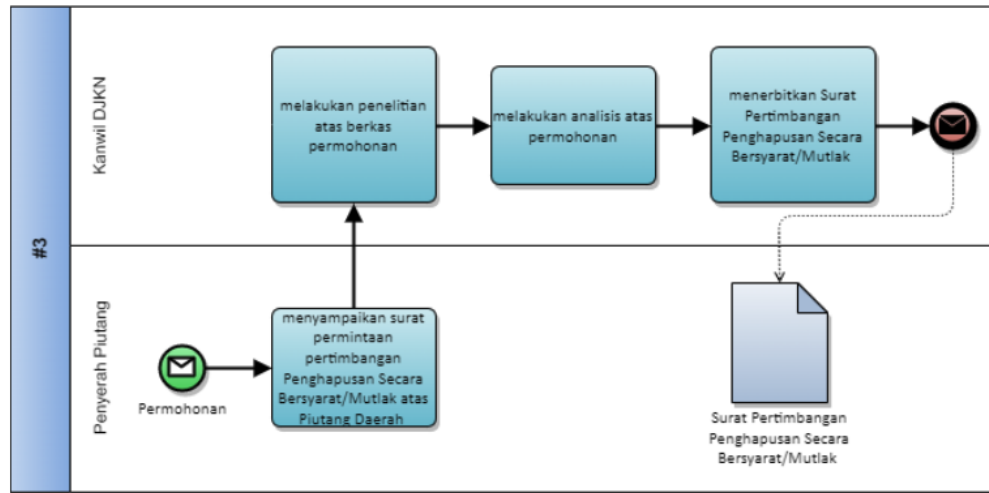 #3
Kanwil DJKN
melakukan penelitian
atas berkas
permohonan
melakukan analisis atas
permohonan
menerbitkan Surat
Pertimbangan
Penghapusan Secara
Bersyarat/Mutlak
Penyerah Piutang
Permohonan
menyampaikan surat
permintaan
pertimbangan
Penghapusan Secara
Bersyarat/Mutlak atas
Piutang Daerah
Surat Pertimbangan
Penghapusan Secara
Bersyarat/Mutlak